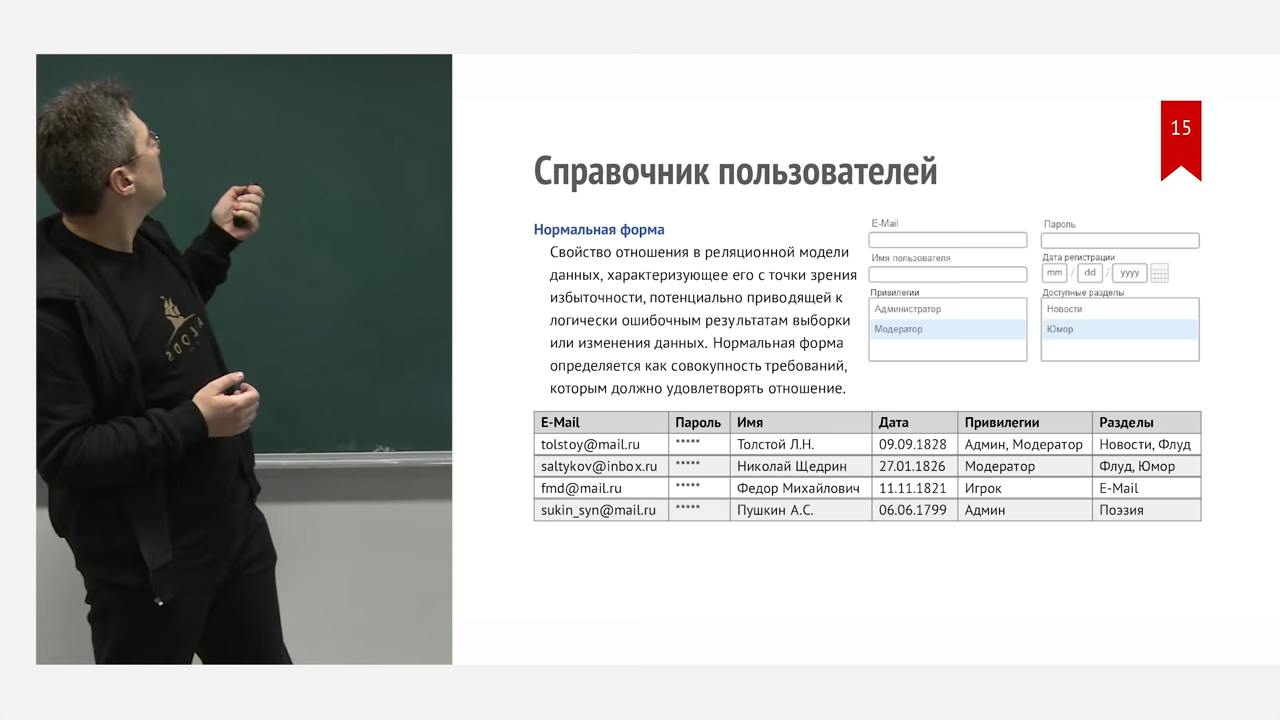 15
Справочник пользователей
Нормальная форма
Свойство отношения в реляционной модели
данных, характеризующее его с точки зрения
избыточности, потенциально приводящей к
логически ошибочным результатам выборки
или изменения данных. Нормальная форма
определяется как совокупность требований,
которым должно удовлетворять отношение.
E-Mail Пароль
Имя пользователя Дата регистрации
mm / dd / yyyy
Привилегии Доступные разделы
Администратор Новости
Модератор Юмор
E-Mail Пароль Имя Дата Привилегии Разделы
tolstoy@mail.ru ***** Толстой Л.Н. 09.09.1828 Админ, Модератор Новости, Флуд
saltykov@inbox.ru ***** Николай Щедрин 27.01.1826 Модератор Флуд, Юмор
fmd@mail.ru ***** Федор Михайлович 11.11.1821 Игрок E-Mail
sukin_syn@mail.ru ***** Пушкин А.С. 06.06.1799 Админ Поэзия